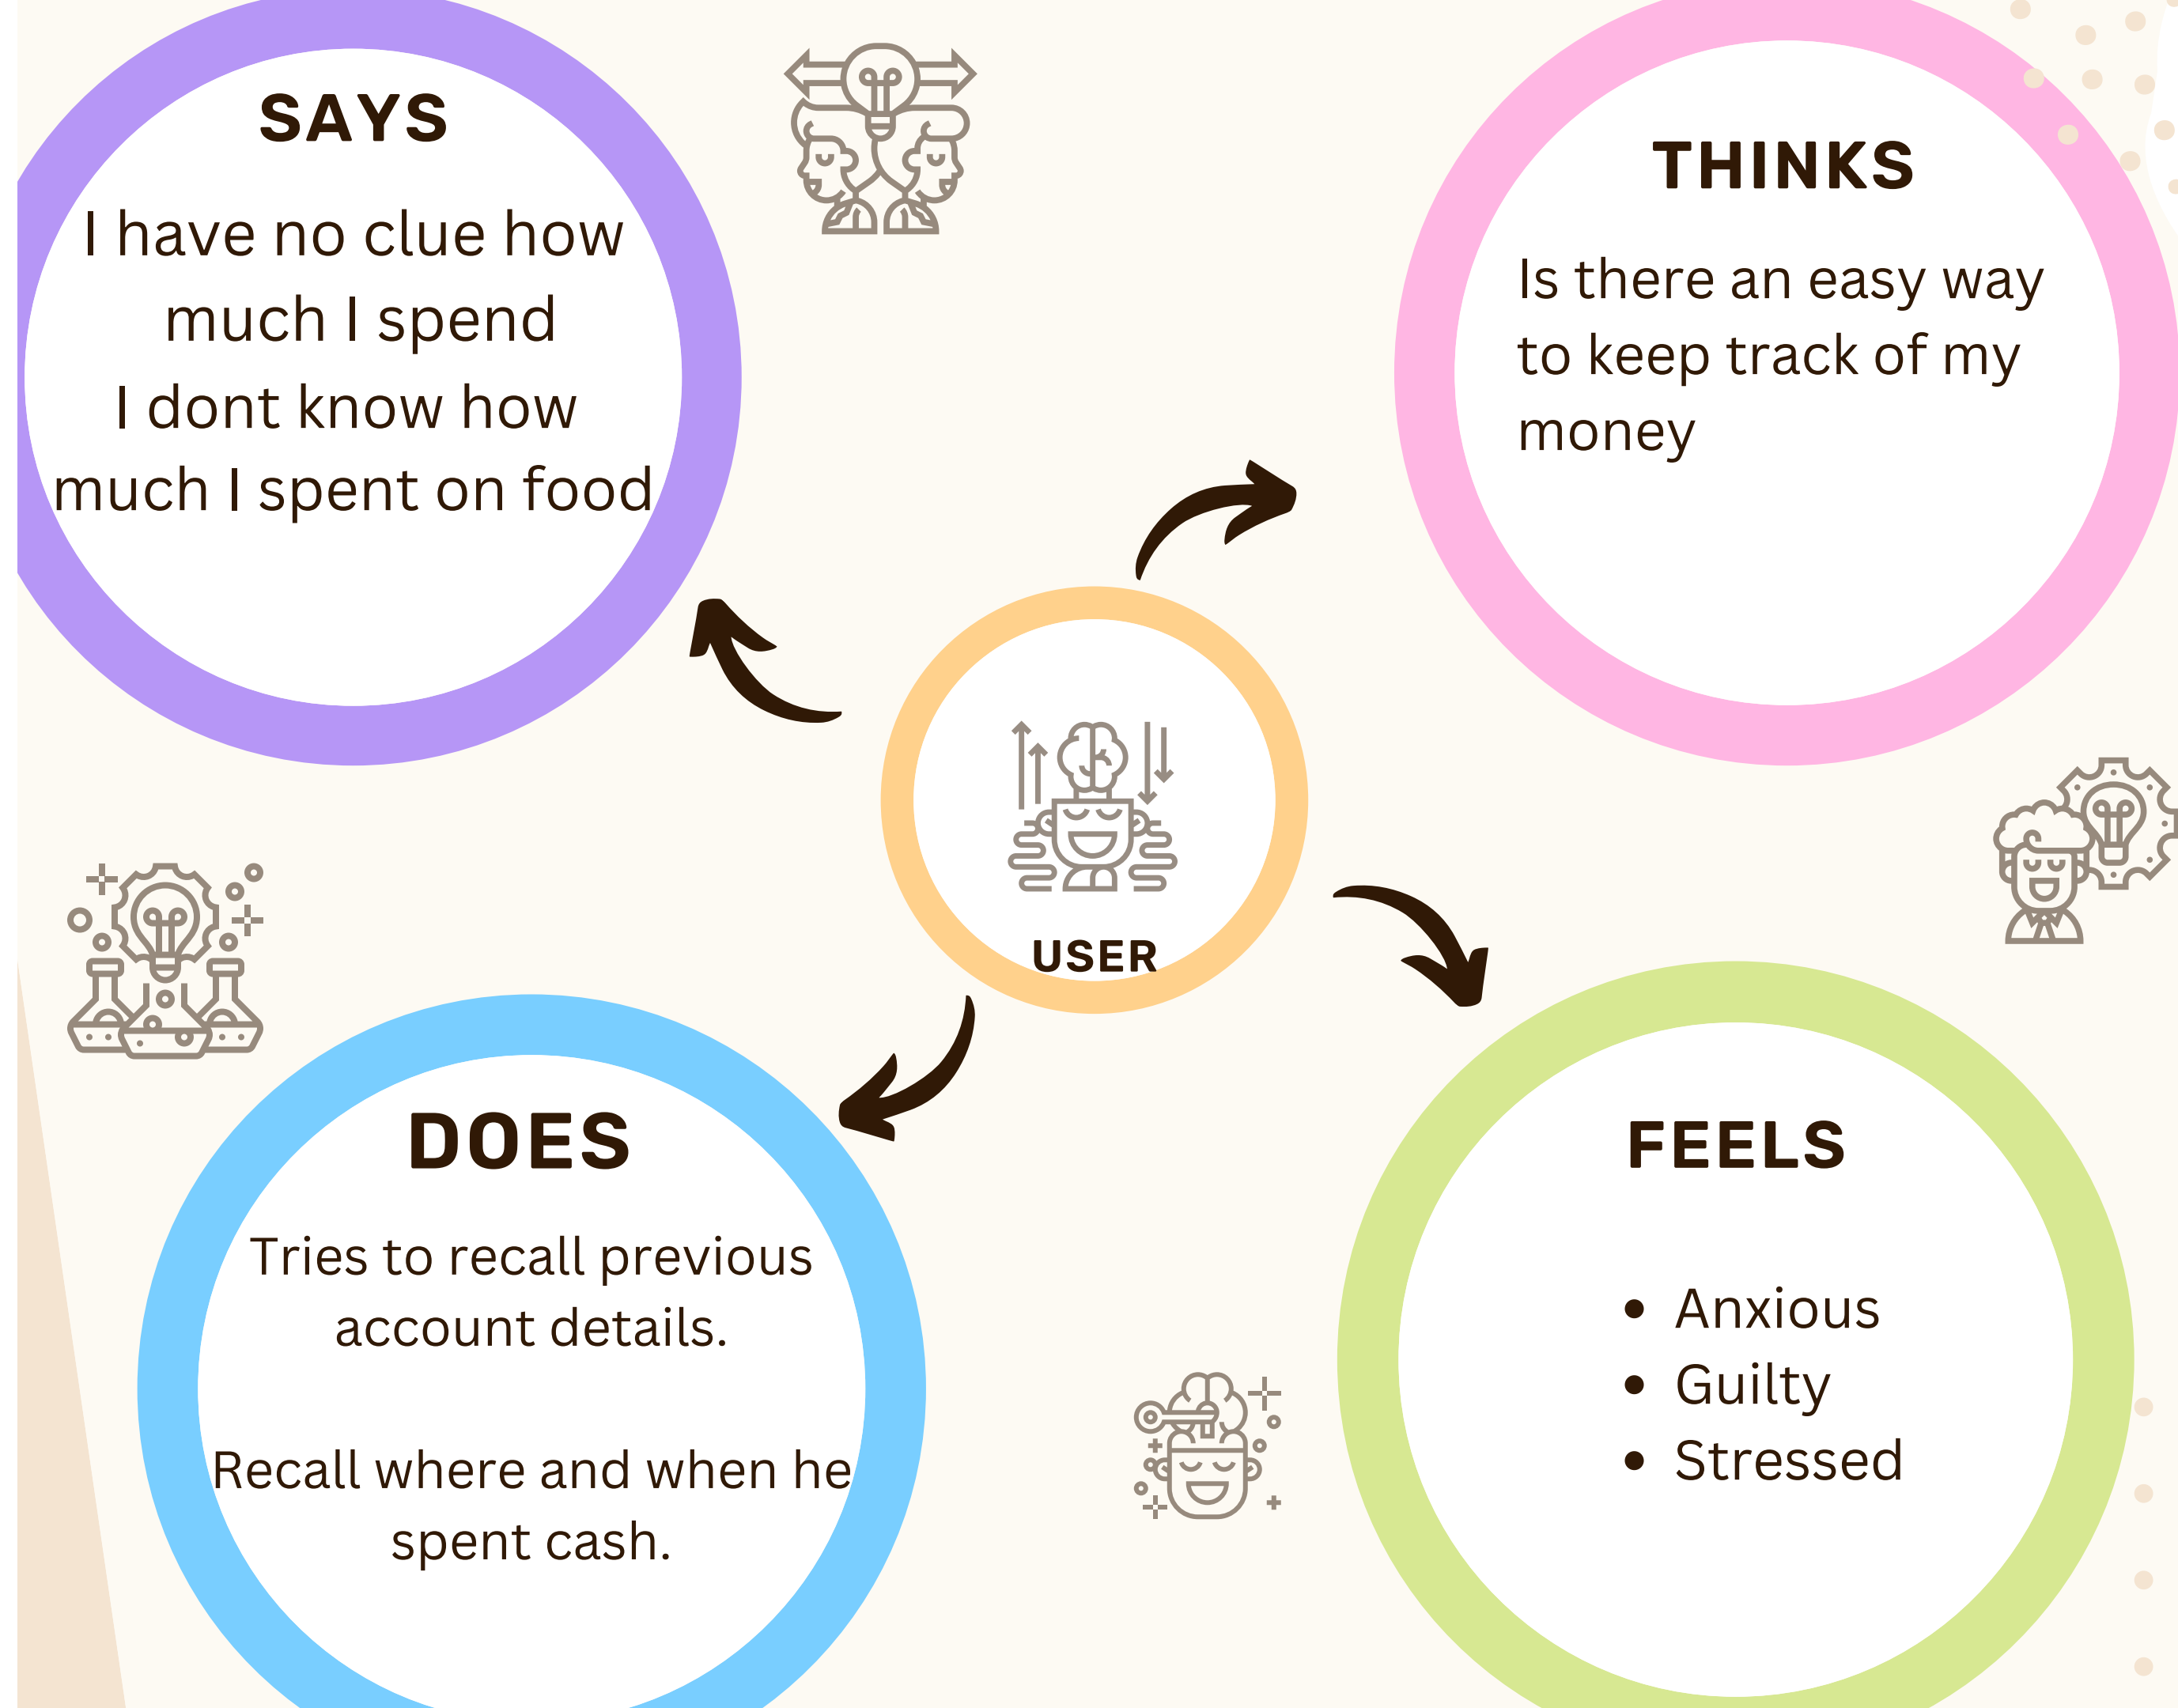 SAYS
I have no clue how
much I spend
I dont know how
much I spent on food
THINKS
Is there an easy way
to keep track of my
money
USER
DOES
Tries to recall previous
account details.
Recall where and when he
spent cash.
FEELS
• Anxious
• Guilty
• Stressed